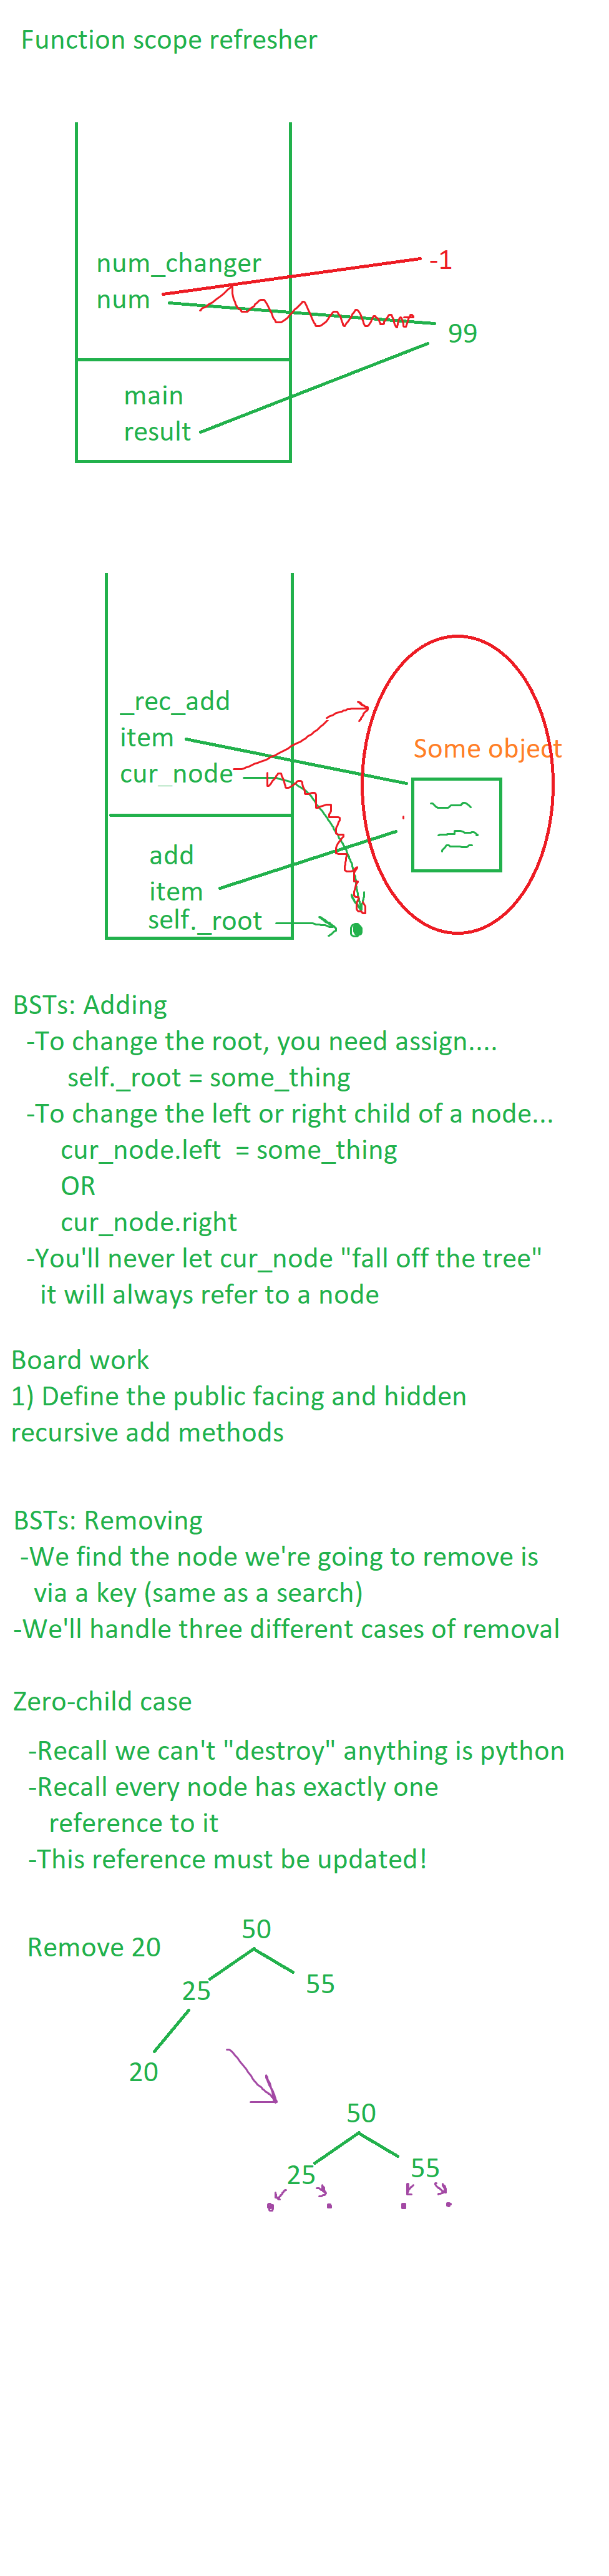 Function scope refresher
num_changer
-1
num
99
main
result
_rec_add
item
Some object
cur_node
add
item
self._root
BSTs: Adding
-To change the root, you need assign....
self._root = some_thing
-To change the left or right child of a node...
cur_node.left  = some_thing
OR
cur_node.right
-You'll never let cur_node "fall off the tree"
it will always refer to a node
Board work
1) Define the public facing and hidden
recursive add methods
BSTs: Removing
-We find the node we're going to remove is
via a key (same as a search)
-We'll handle three different cases of removal
Zero-child case
-Recall we can't "destroy" anything is python
-Recall every node has exactly one
reference to it
-This reference must be updated!
50
Remove 20
25 55
20
50
25 55